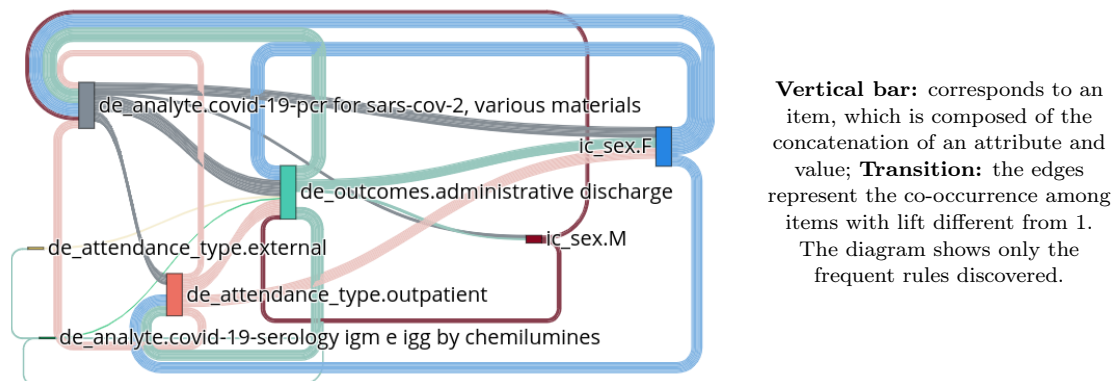 de_analyte.covid-19-pcr for sars-cov-2, various materials
ic_sex.F
de_outcomes.administrative discharge
ic_sex.M
de_attendance_type.external
de_attendance_type.outpatient
de_analyte.covid-19-serology igm e igg by chemilumines
Vertical bar: corresponds to an
item, which is composed of the
concatenation of an attribute and
value; Transition: the edges
represent the co-occurrence among
items with lift different from 1.
The diagram shows only the
frequent rules discovered.